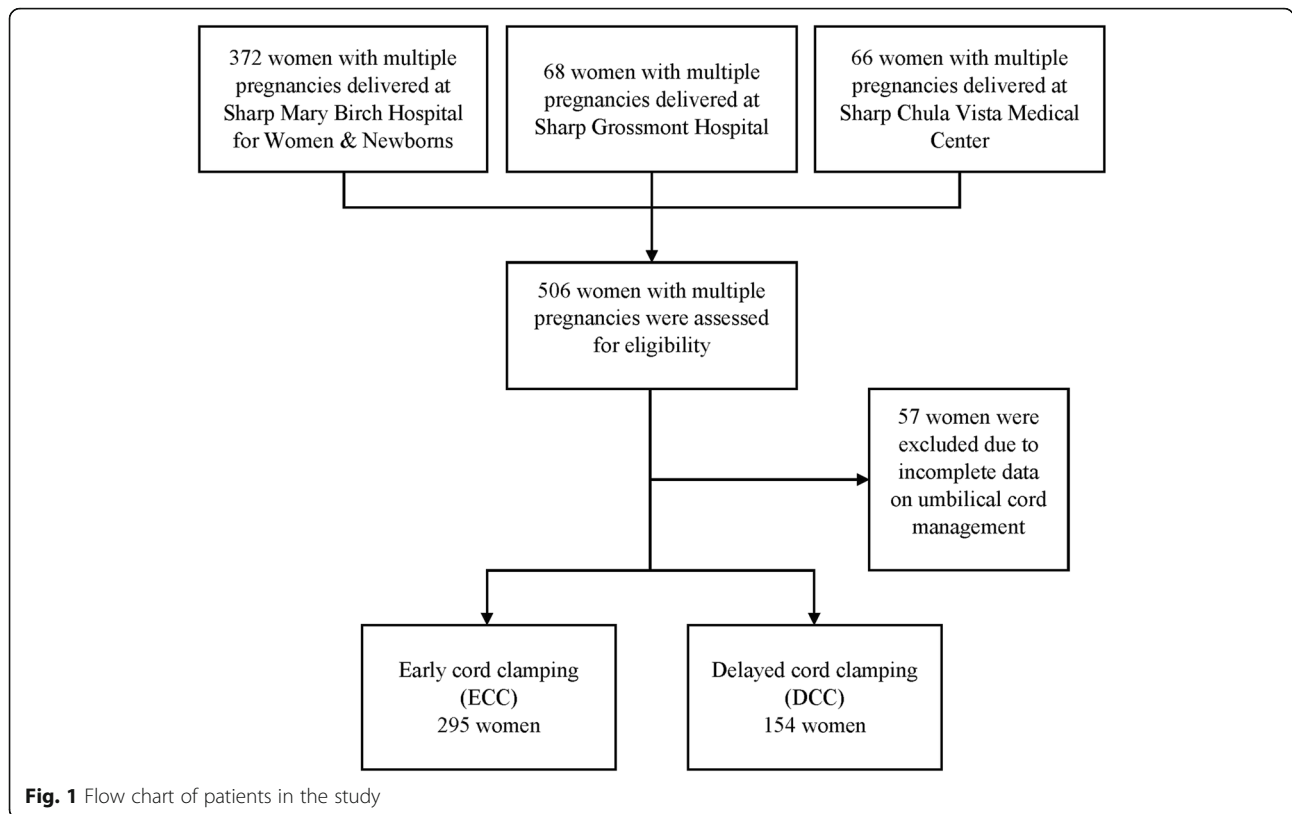 372 women with multiple
pregnancies delivered at
Sharp Mary Birch Hospital
for Women & Newborns
68 women with multiple
pregnancies delivered at
Sharp Grossmont Hospital
66 women with multiple
pregnancies delivered at
Sharp Chula Vista Medical
Center
506 women with multiple
pregnancies were assessed
for eligibility
57 women were
excluded due to
incomplete data
on umbilical cord
management
Early cord clamping
(ECC)
295 women
Delayed cord clamping
(DCC)
154 women
Fig. 1 Flow chart of patients in the study